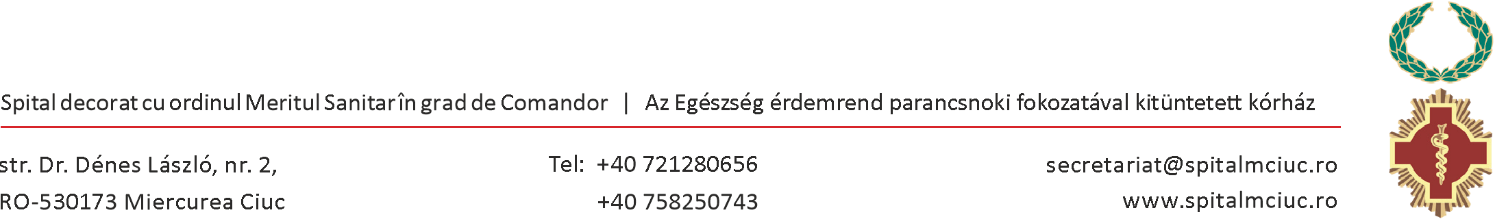 Spital decorat cu ordinul Meritul Sanitar în grad de Comandor | Az Egészség érdemrend parancsnoki fokozatával kitüntetett kórház
str. Dr. Dénes László, nr. 2, Tel: +40 721280656 secretariat@spitalmciuc.ro
RO-530173 Miercurea Ciuc +40 758250743 www.spitalmciuc.ro